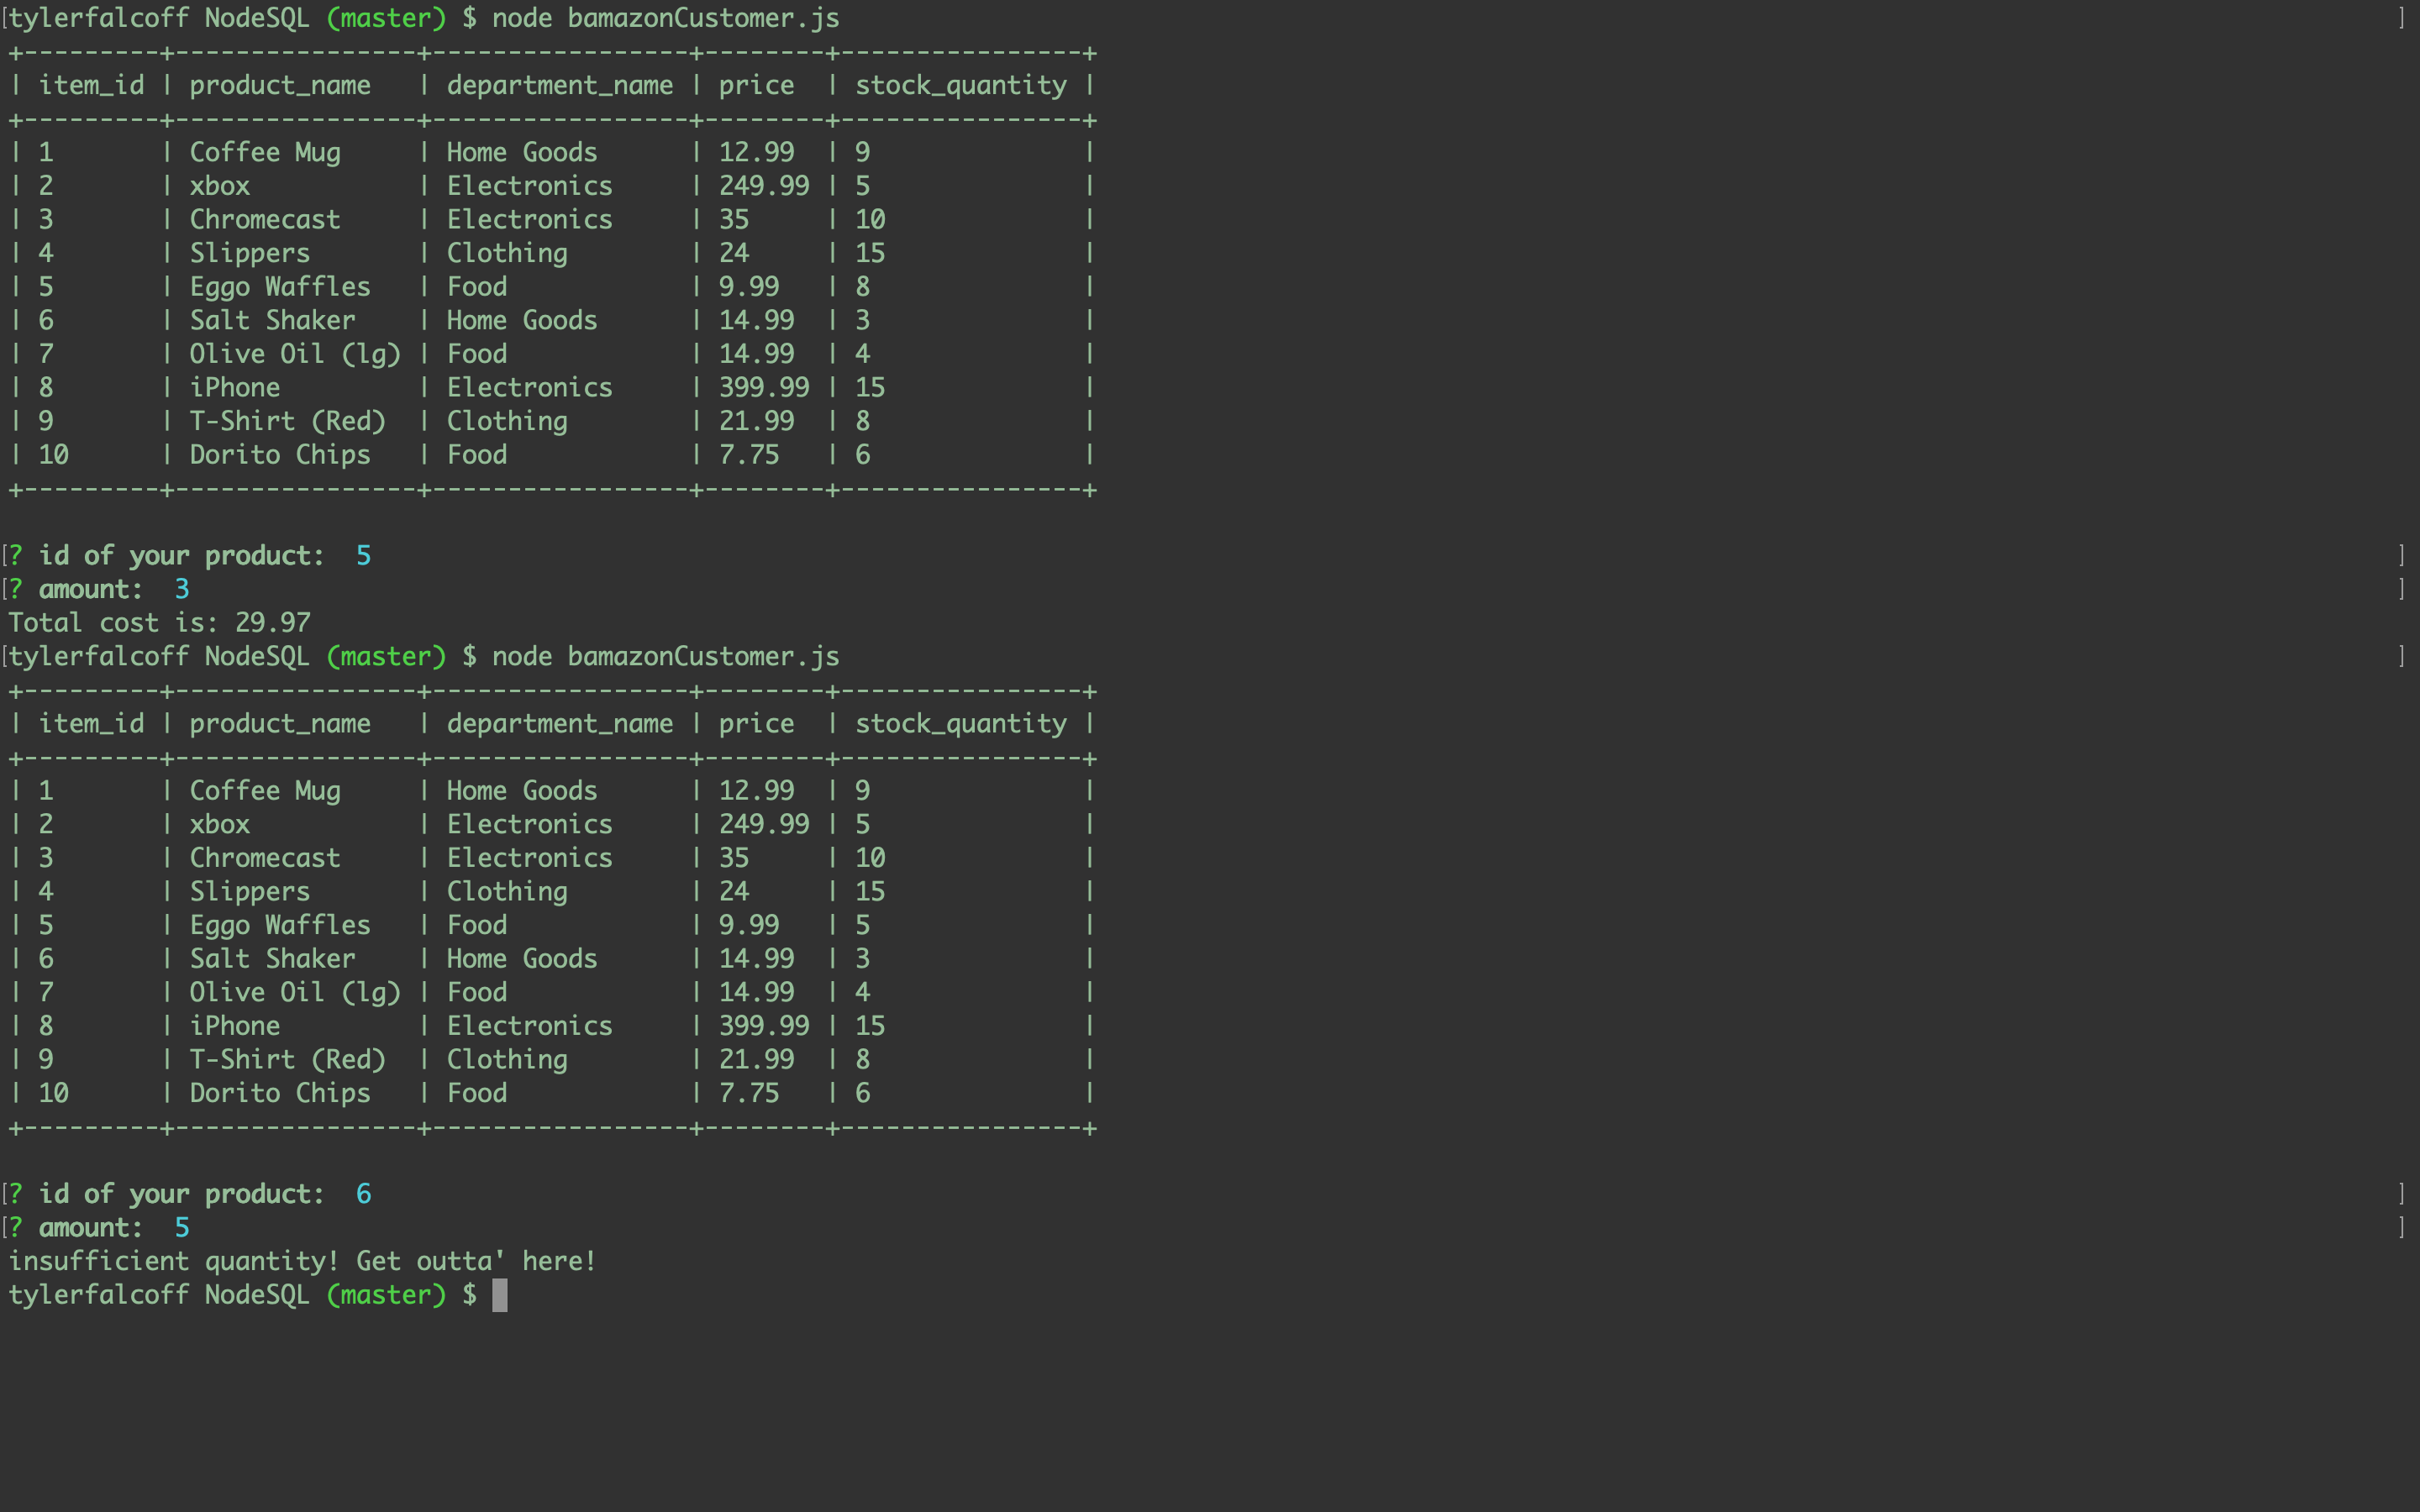 [tylerfalcoff NodeSQL (master) $ node bamazonCustomer.js ]
+---------+----------------+-----------------+--------+----------------+
| item_id | product_name   | department_name | price  | stock_quantity |
+---------+----------------+-----------------+--------+----------------+
| 1       | Coffee Mug     | Home Goods      | 12.99  | 9              |
| 2       | xbox           | Electronics     | 249.99 | 5              |
| 3       | Chromecast     | Electronics     | 35     | 10             |
| 4       | Slippers       | Clothing        | 24     | 15             |
| 5       | Eggo Waffles   | Food            | 9.99   | 8              |
| 6       | Salt Shaker    | Home Goods      | 14.99  | 3              |
| 7       | Olive Oil (lg) | Food            | 14.99  | 4              |
| 8       | iPhone         | Electronics     | 399.99 | 15             |
| 9       | T-Shirt (Red)  | Clothing        | 21.99  | 8              |
| 10      | Dorito Chips   | Food            | 7.75   | 6              |
+---------+----------------+-----------------+--------+----------------+
[? id of your product:  5 ]
[? amount:  3 ]
Total cost is: 29.97
[tylerfalcoff NodeSQL (master) $ node bamazonCustomer.js ]
+---------+----------------+-----------------+--------+----------------+
| item_id | product_name   | department_name | price  | stock_quantity |
+---------+----------------+-----------------+--------+----------------+
| 1       | Coffee Mug     | Home Goods      | 12.99  | 9              |
| 2       | xbox           | Electronics     | 249.99 | 5              |
| 3       | Chromecast     | Electronics     | 35     | 10             |
| 4       | Slippers       | Clothing        | 24     | 15             |
| 5       | Eggo Waffles   | Food            | 9.99   | 5              |
| 6       | Salt Shaker    | Home Goods      | 14.99  | 3              |
| 7       | Olive Oil (lg) | Food            | 14.99  | 4              |
| 8       | iPhone         | Electronics     | 399.99 | 15             |
| 9       | T-Shirt (Red)  | Clothing        | 21.99  | 8              |
| 10      | Dorito Chips   | Food            | 7.75   | 6              |
+---------+----------------+-----------------+--------+----------------+
[? id of your product:  6 ]
[? amount:  5 ]
insufficient quantity! Get outta' here!
tylerfalcoff NodeSQL (master) $